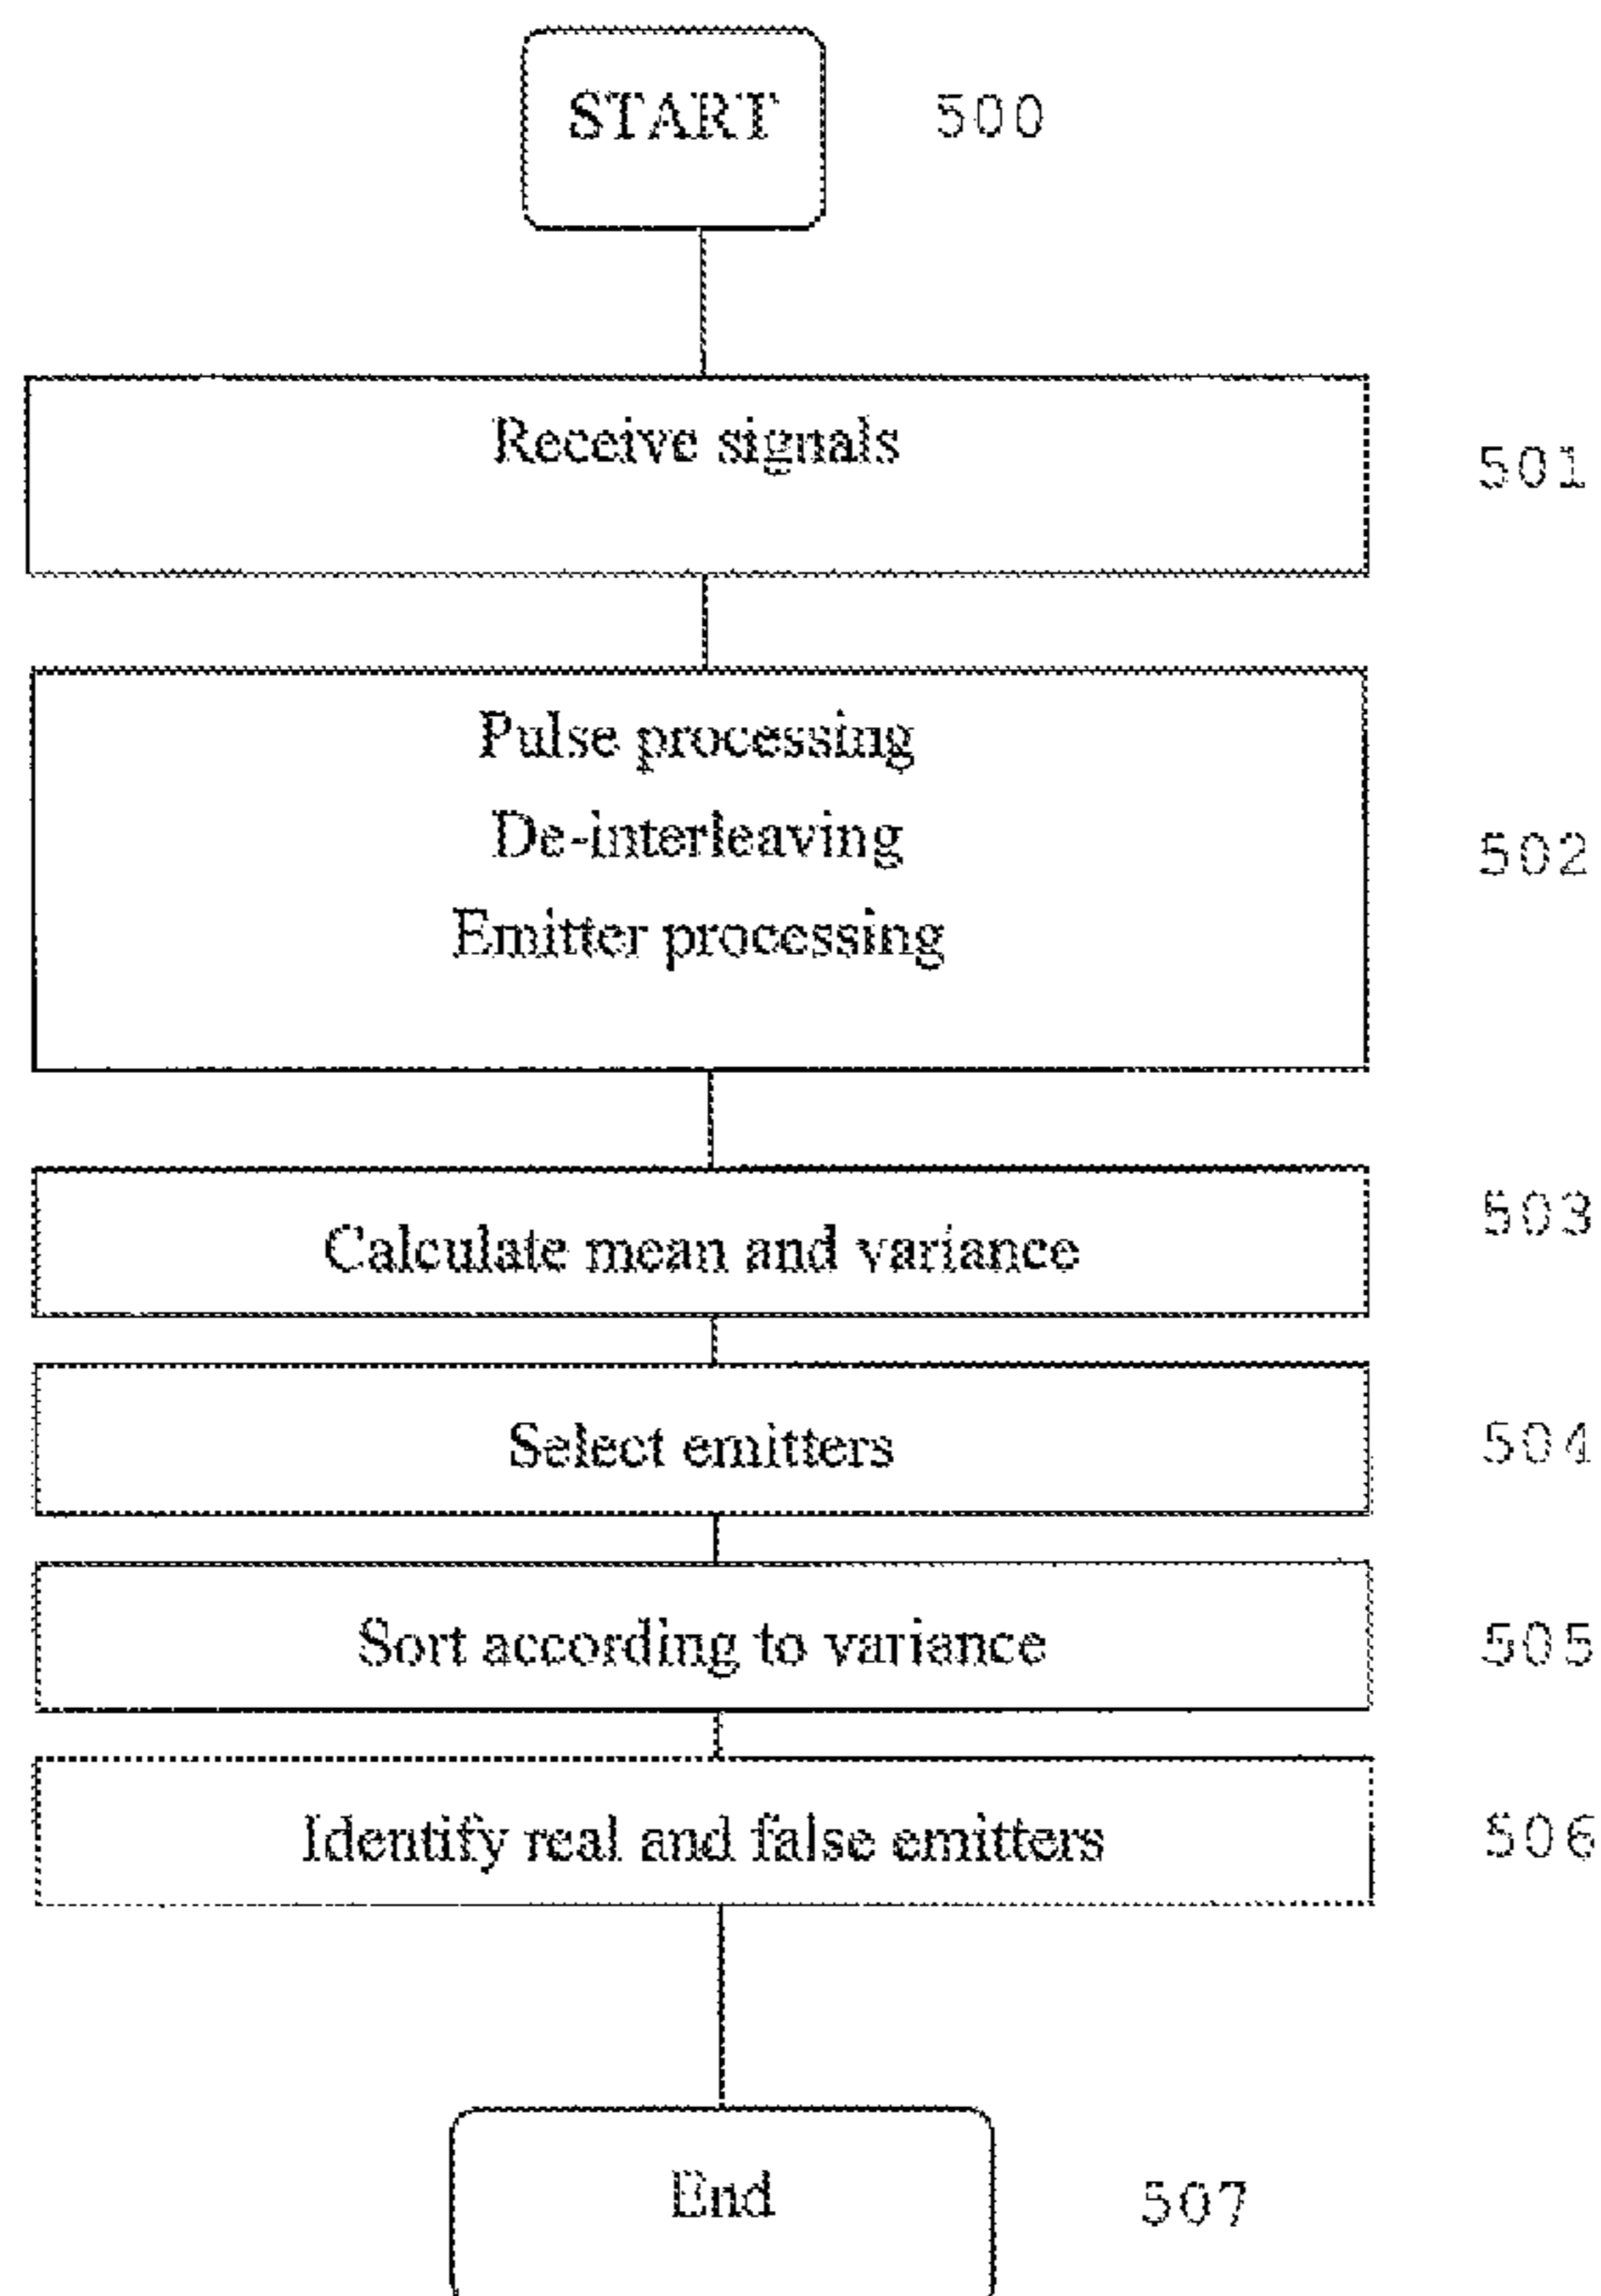 START
500
Receive signals
501
Pulse processing
De-interleaving
Emitter processing
502
Calculate mean and variance
503
Select emitters
504
Sort according to variance
505
Identify real and false emitters
506
End
507